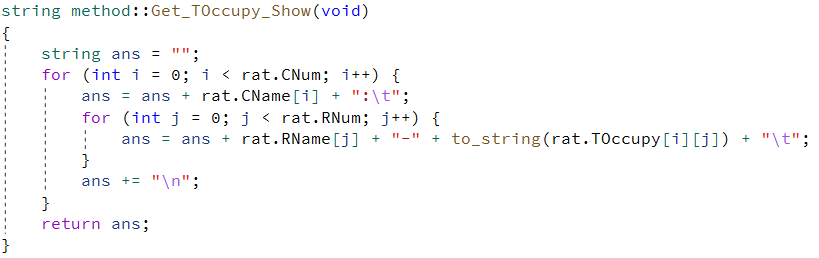 string method::Get_TOccupy_Show(void)
{
    string ans = "";
    for (int i = 0; i < rat.CNum; i++) {
        ans = ans + rat.CName[i] + ":\t";
        for (int j = 0; j < rat.RNum; j++) {
            ans = ans + rat.RName[j] + "-" + to_string(rat.TOccupy[i][j]) + "\t";
        }
        ans += "\n";
    }
    return ans;
}